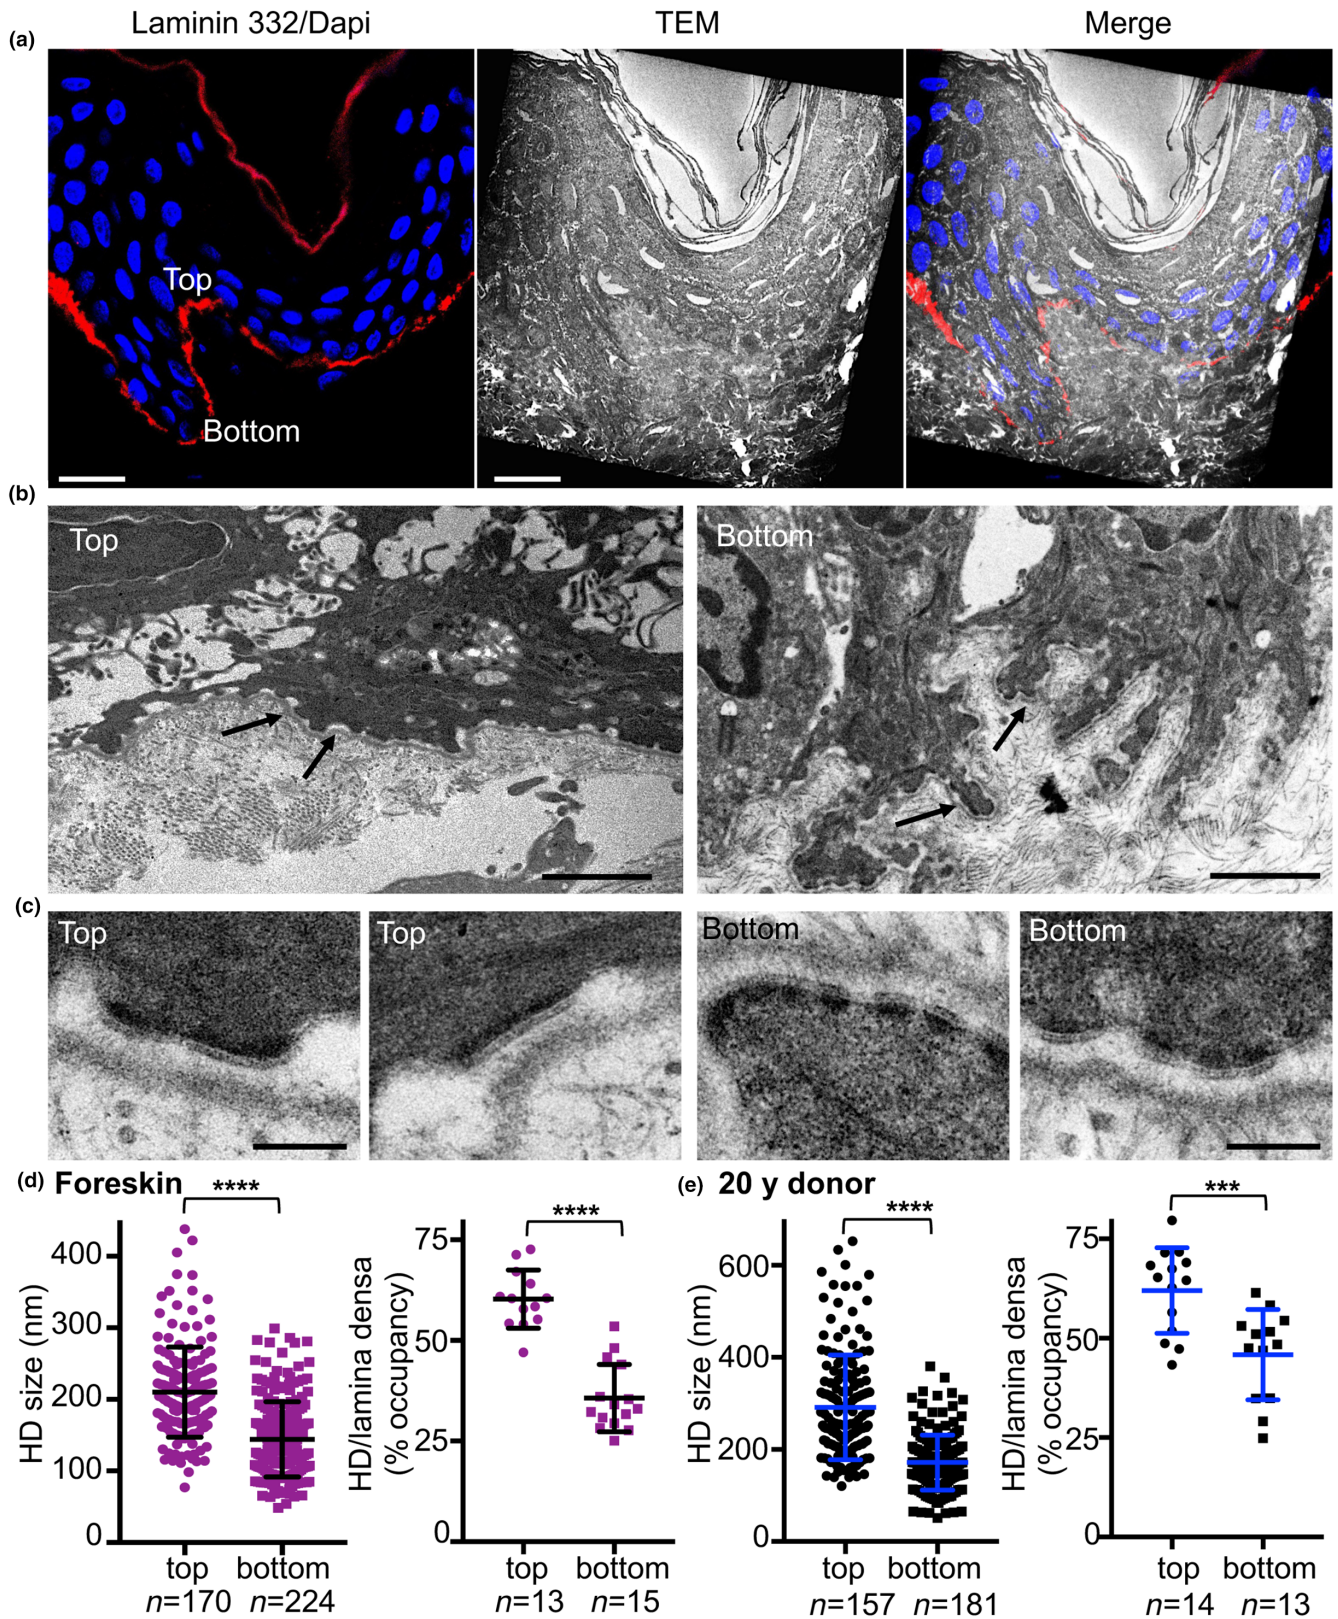 Laminin 332/Dapi TEM Merge
(a)
Top
Bottom
(b)
Top Bottom
(c)
Top Top Bottom Bottom
(d) Foreskin (e) 20 y donor
**** **** **** ***
HD size (nm)
400
300
200
100
0
top bottom
n=170 n=224
HD/lamina densa
(% occupancy)
75
50
25
0
top bottom
n=13 n=15
HD size (nm)
600
400
200
0
top bottom
n=157 n=181
HD/lamina densa
(% occupancy)
75
50
25
0
top bottom
n=14 n=13